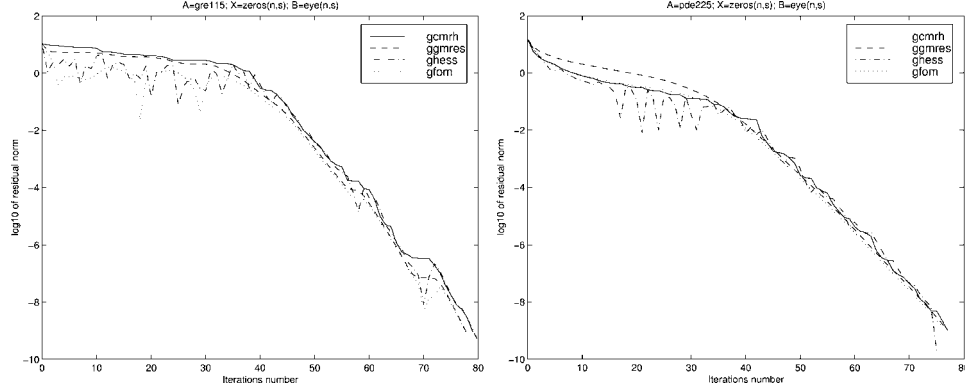 A=gre115; X=zeros(n,s); B=eye(n,s)
log10 of residual norm
2
0
−2
−4
−6
−8
−10
0 10 20 30 40 50 60 70 80
Iterations number
gcmrh
ggmres
ghess
gfom
A=pde225; X=zeros(n,s); B=eye(n,s)
log10 of residual norm
2
0
−2
−4
−6
−8
−10
0 10 20 30 40 50 60 70 80
Iterations number
gcmrh
ggmres
ghess
gfom